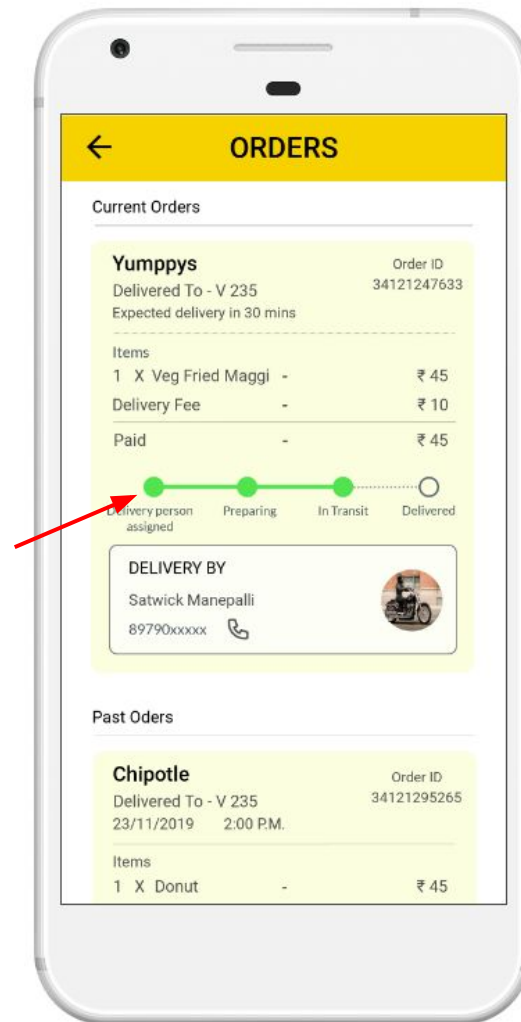 ORDERS
Current Orders
Yumppys Order ID
Delivered To - V 235 34121247633
Expected delivery in 30 mins
Items
1 X Veg Fried Maggi - ₹ 45
Delivery Fee - ₹ 10
Paid - ₹ 45
Delivery person assigned Preparing In Transit Delivered
DELIVERY BY
Satwick Manepalli
89790xxxxx
Past Oders
Chipotle Order ID
Delivered To - V 235 34121295265
23/11/2019 2:00 P.M.
Items
1 X Donut - ₹ 45